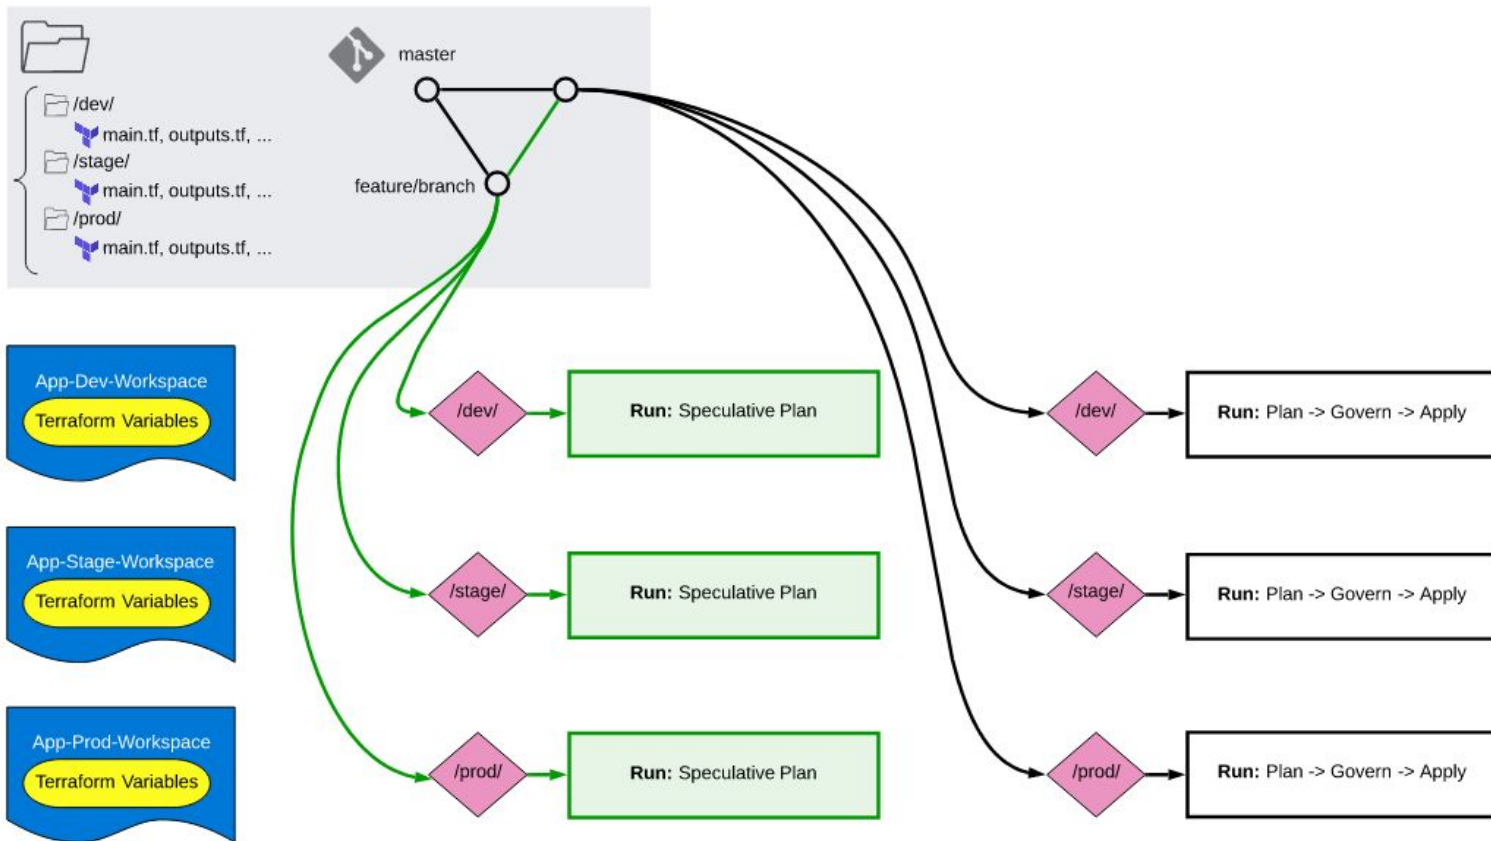 master
/dev/
main.tf, outputs.tf, ...
/stage/
main.tf, outputs.tf, ...
/prod/
main.tf, outputs.tf, ...
feature/branch
App-Dev-Workspace
Terraform Variables
/dev/
Run: Speculative Plan
/dev/
Run: Plan -> Govern -> Apply
App-Stage-Workspace
Terraform Variables
/stage/
Run: Speculative Plan
/stage/
Run: Plan -> Govern -> Apply
App-Prod-Workspace
Terraform Variables
/prod/
Run: Speculative Plan
/prod/
Run: Plan -> Govern -> Apply